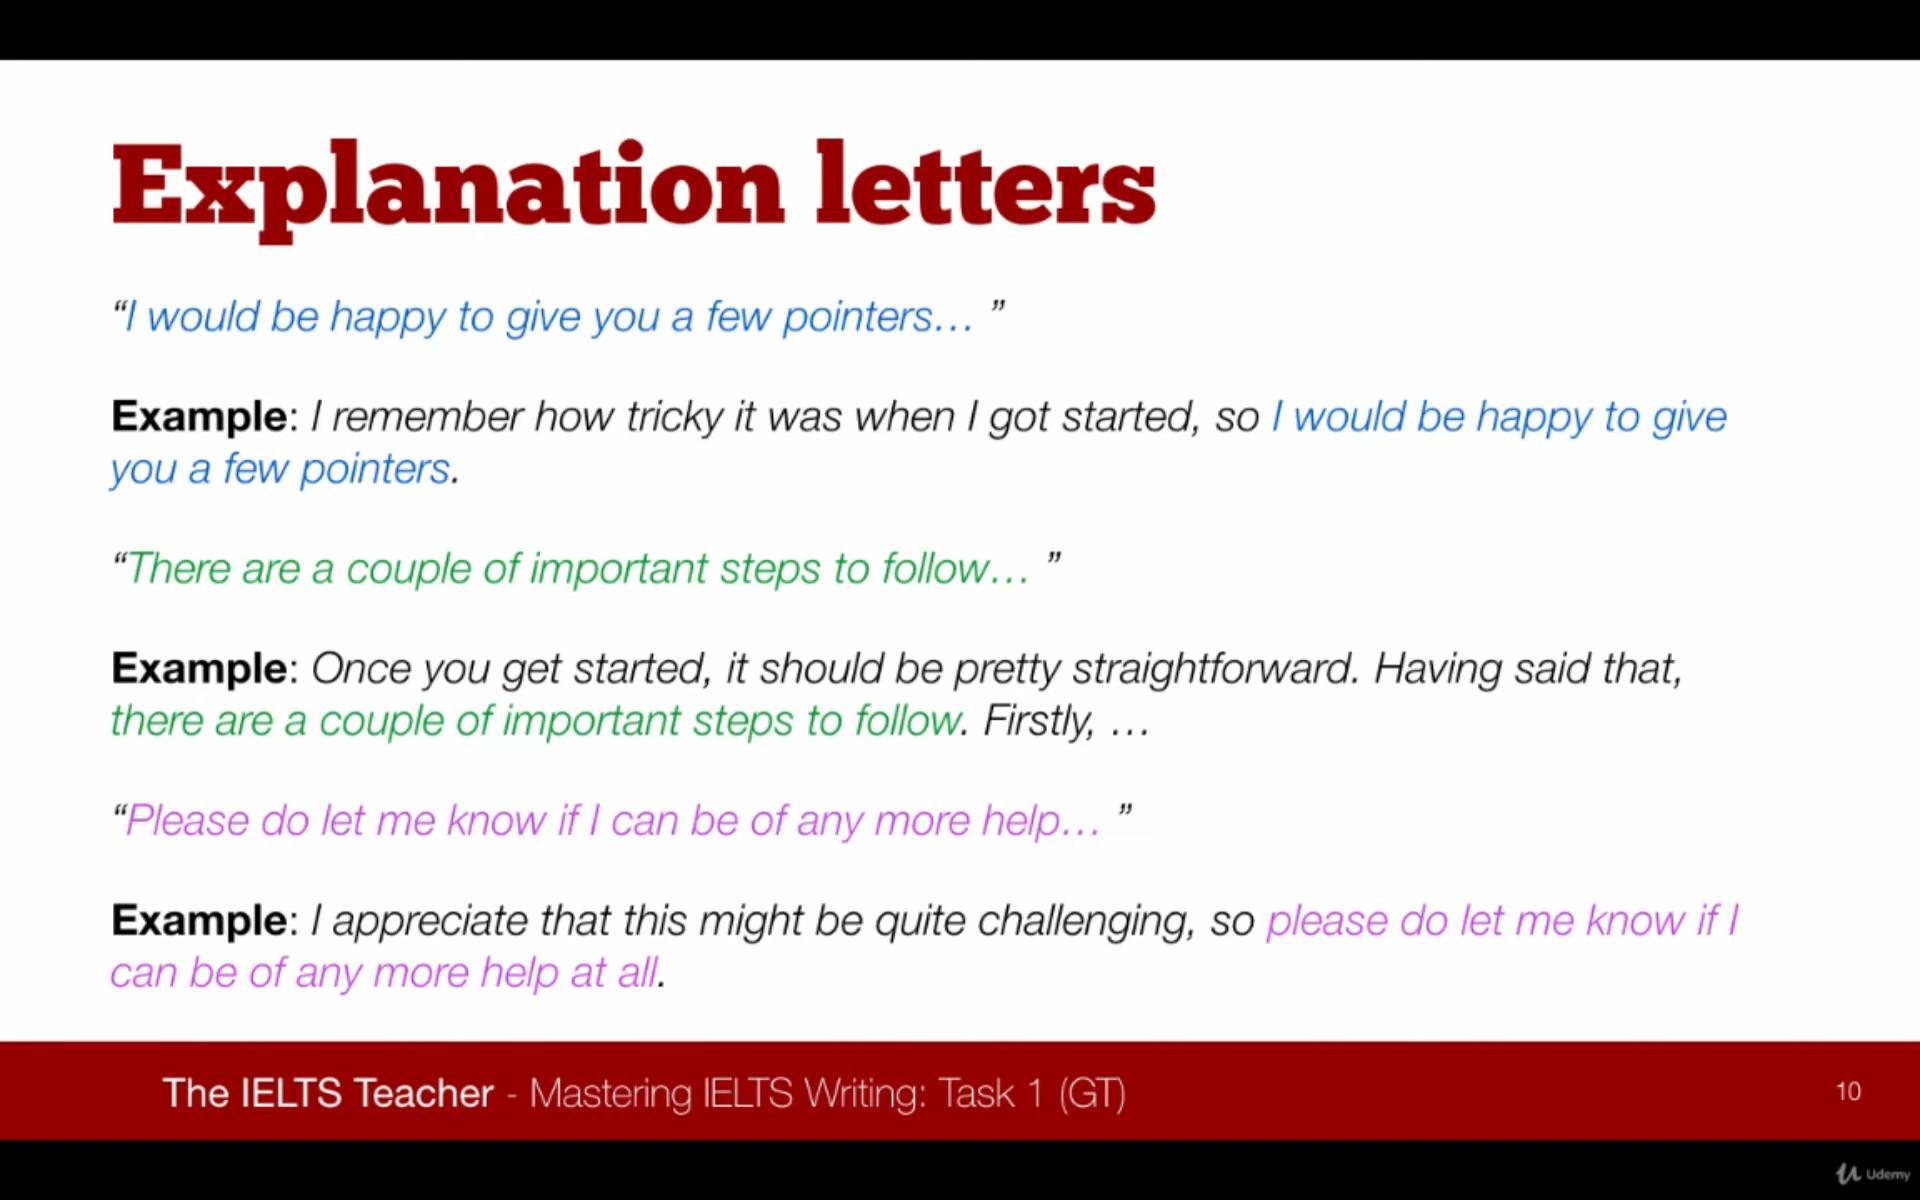 Explanation letters
“I would be happy to give you a few pointers… ”
Example: I remember how tricky it was when I got started, so I would be happy to give
you a few pointers.
“There are a couple of important steps to follow… ”
Example: Once you get started, it should be pretty straightforward. Having said that,
there are a couple of important steps to follow. Firstly, …
“Please do let me know if I can be of any more help… ”
Example: I appreciate that this might be quite challenging, so please do let me know if I
can be of any more help at all.
The IELTS Teacher - Mastering IELTS Writing: Task 1 (GT)
10
Udemy